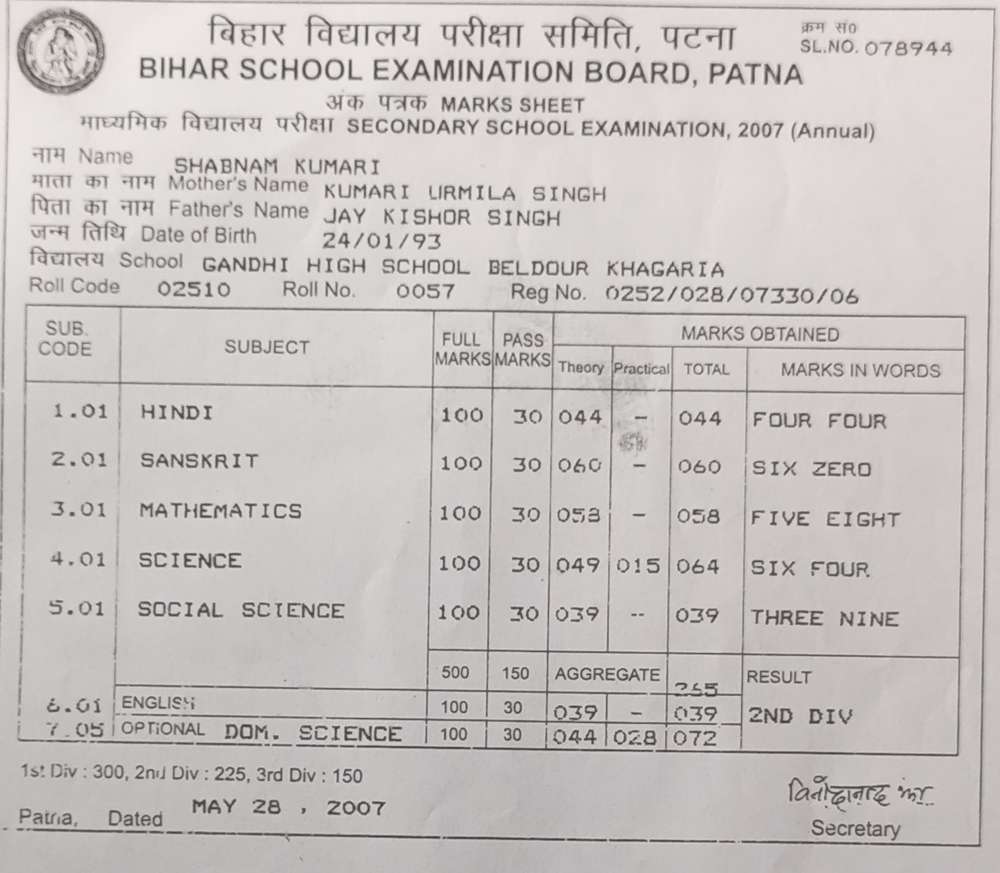 बिहार विद्यालय परीक्षा समिति, पटना
क्रम सं०
SL.NO. 078944
BIHAR SCHOOL EXAMINATION BOARD, PATNA
अंक पत्रक MARKS SHEET
माध्यमिक विद्यालय परीक्षा SECONDARY SCHOOL EXAMINATION, 2007 (Annual)
नाम Name SHABNAM KUMARI
माता का नाम Mother's Name KUMARI URMILA SINGH
पिता का नाम Father's Name JAY KISHOR SINGH
जन्म तिथि Date of Birth 24/01/93
विद्यालय School GANDHI HIGH SCHOOL BELDOUR KHAGARIA
Roll Code 02510 Roll No. 0057 Reg No. 0252/028/07330/06
SUB. CODE SUBJECT FULL MARKS PASS MARKS MARKS OBTAINED
Theory Practical TOTAL MARKS IN WORDS
1.01 HINDI 100 30 044 - 044 FOUR FOUR
2.01 SANSKRIT 100 30 060 - 060 SIX ZERO
3.01 MATHEMATICS 100 30 058 - 058 FIVE EIGHT
4.01 SCIENCE 100 30 049 015 064 SIX FOUR
5.01 SOCIAL SCIENCE 100 30 039 -- 039 THREE NINE
500 150 AGGREGATE 265 RESULT
6.01 ENGLISH 100 30 039 - 039 2ND DIV
7.05 OPTIONAL DOM. SCIENCE 100 30 044 028 072
1st Div : 300, 2nd Div : 225, 3rd Div : 150
Patna, Dated MAY 28 , 2007
विनोदानन्द झा
Secretary